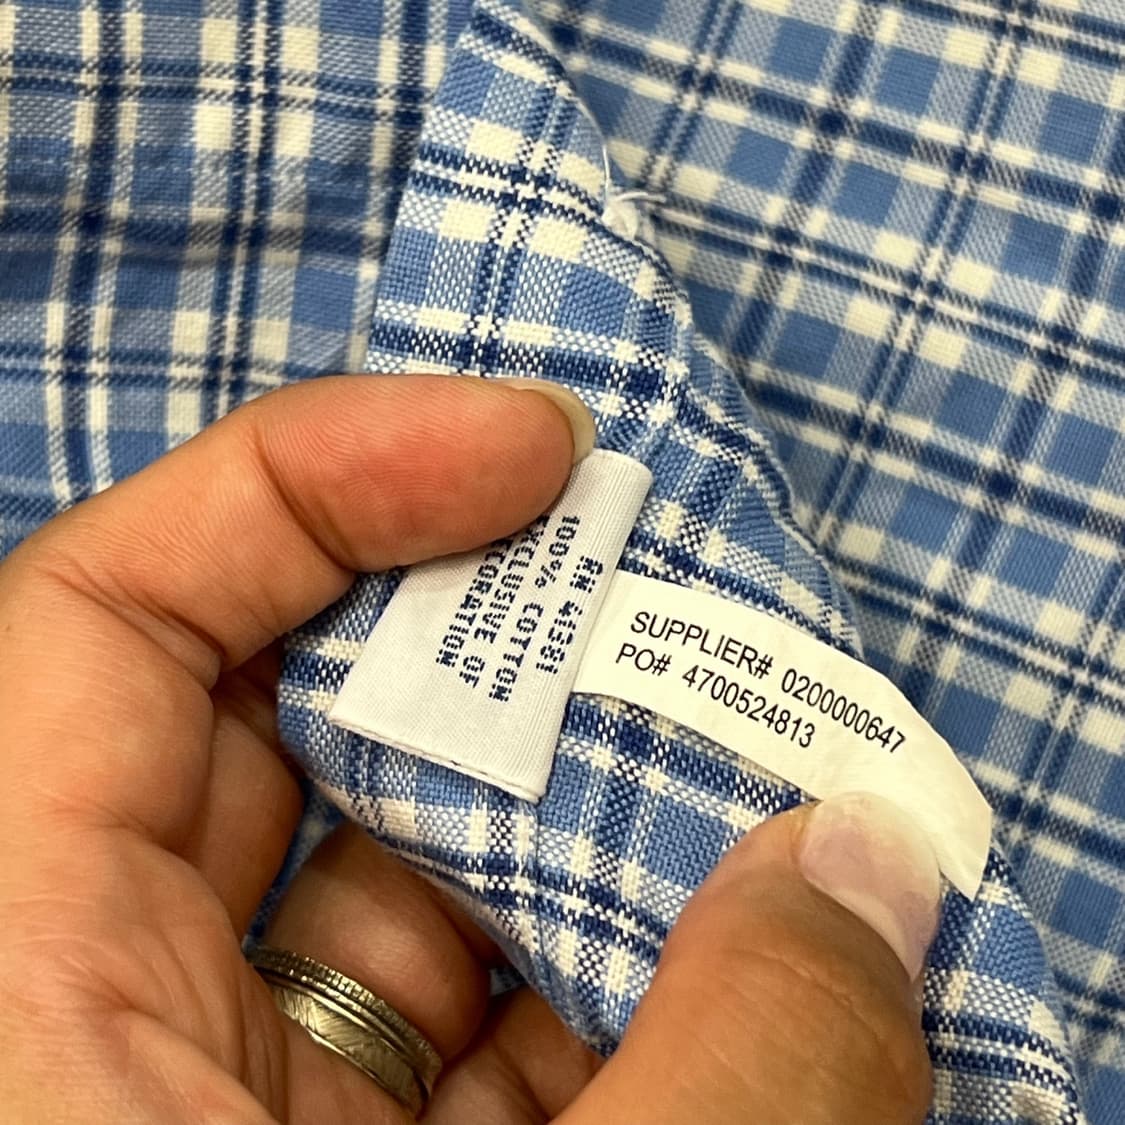 RN 41381
100% COTTON
EXCLUSIVE OF
DECORATION
SUPPLIER# 0200000647
PO# 4700524813